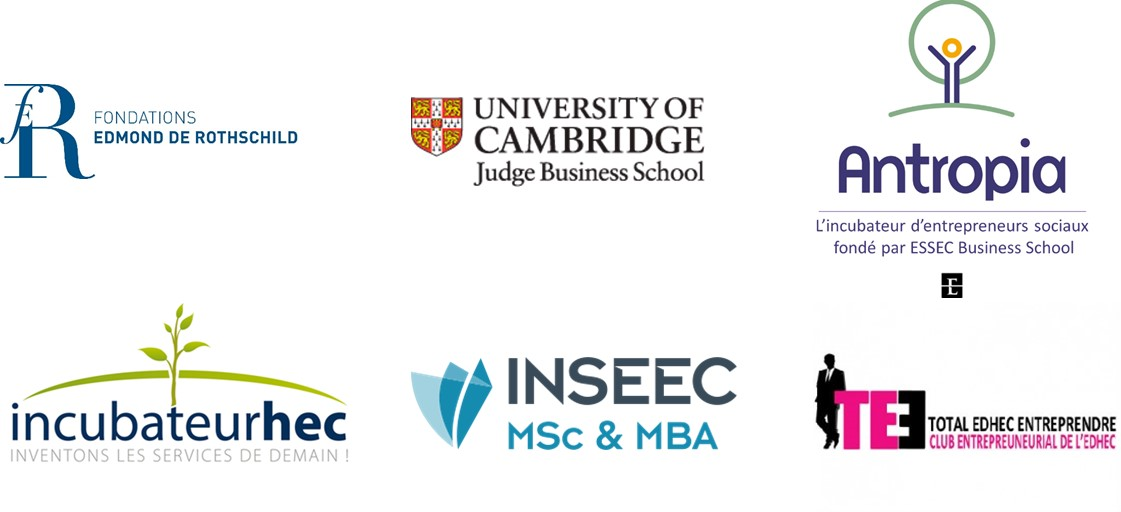 FONDATIONS
EDMOND DE ROTHSCHILD
UNIVERSITY OF
CAMBRIDGE
Judge Business School
Antropia
L'incubateur d'entrepreneurs sociaux
fondé par ESSEC Business School
incubateurhec
INVENTONS LES SERVICES DE DEMAIN !
INSEEC
MSc & MBA
TEE
TOTAL EDHEC ENTREPRENDRE
CLUB ENTREPREUNEURIAL DE L'EDHEC